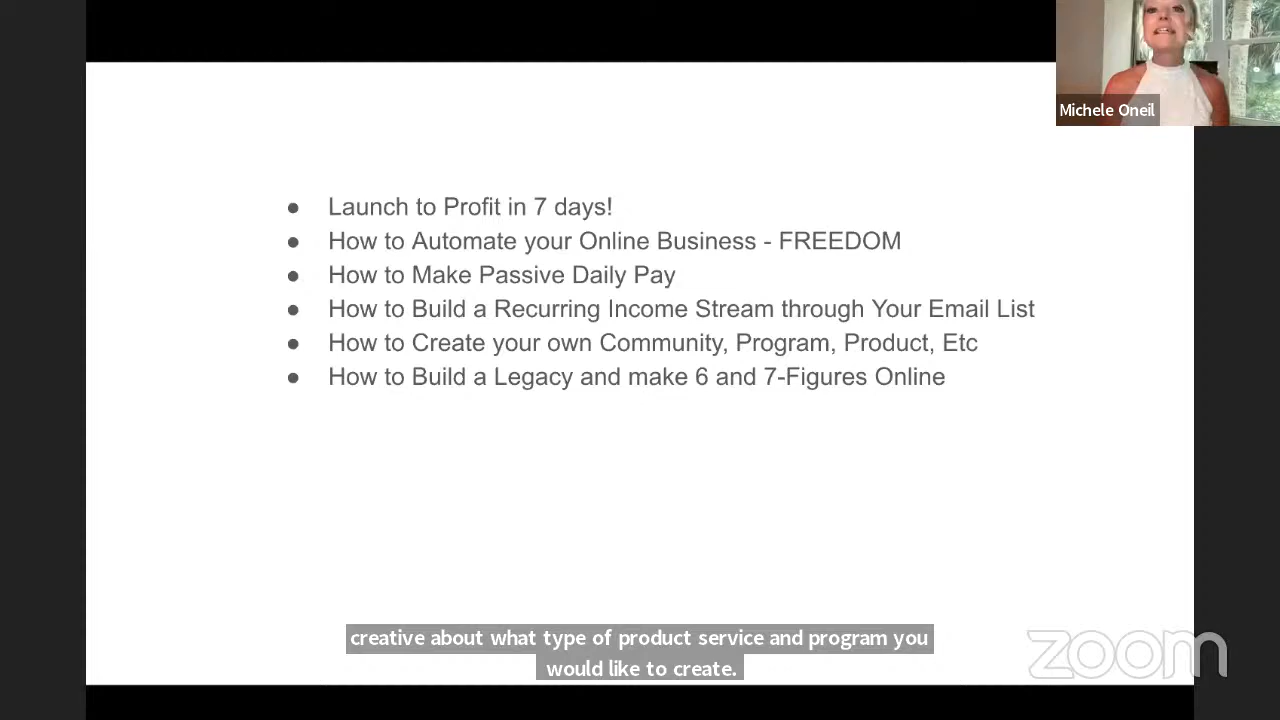 Michele Oneil
● Launch to Profit in 7 days!
● How to Automate your Online Business - FREEDOM
● How to Make Passive Daily Pay
● How to Build a Recurring Income Stream through Your Email List
● How to Create your own Community, Program, Product, Etc
● How to Build a Legacy and make 6 and 7-Figures Online
creative about what type of product service and program you
would like to create.
zoom